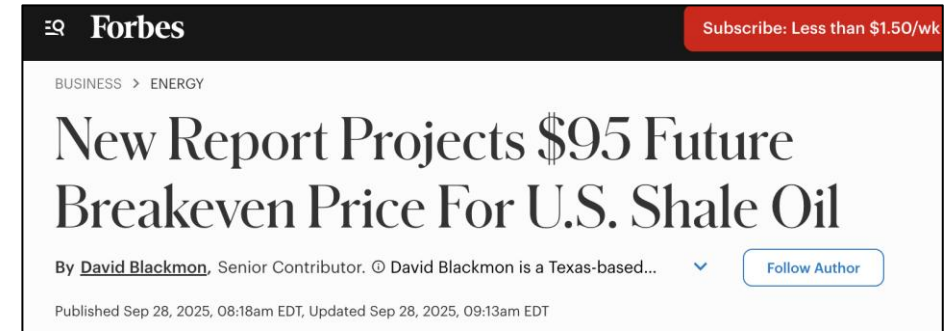 Forbes
Subscribe: Less than $1.50/wk
BUSINESS > ENERGY
New Report Projects $95 Future
Breakeven Price For U.S. Shale Oil
By David Blackmon, Senior Contributor. ⓘ David Blackmon is a Texas-based...
Follow Author
Published Sep 28, 2025, 08:18am EDT, Updated Sep 28, 2025, 09:13am EDT